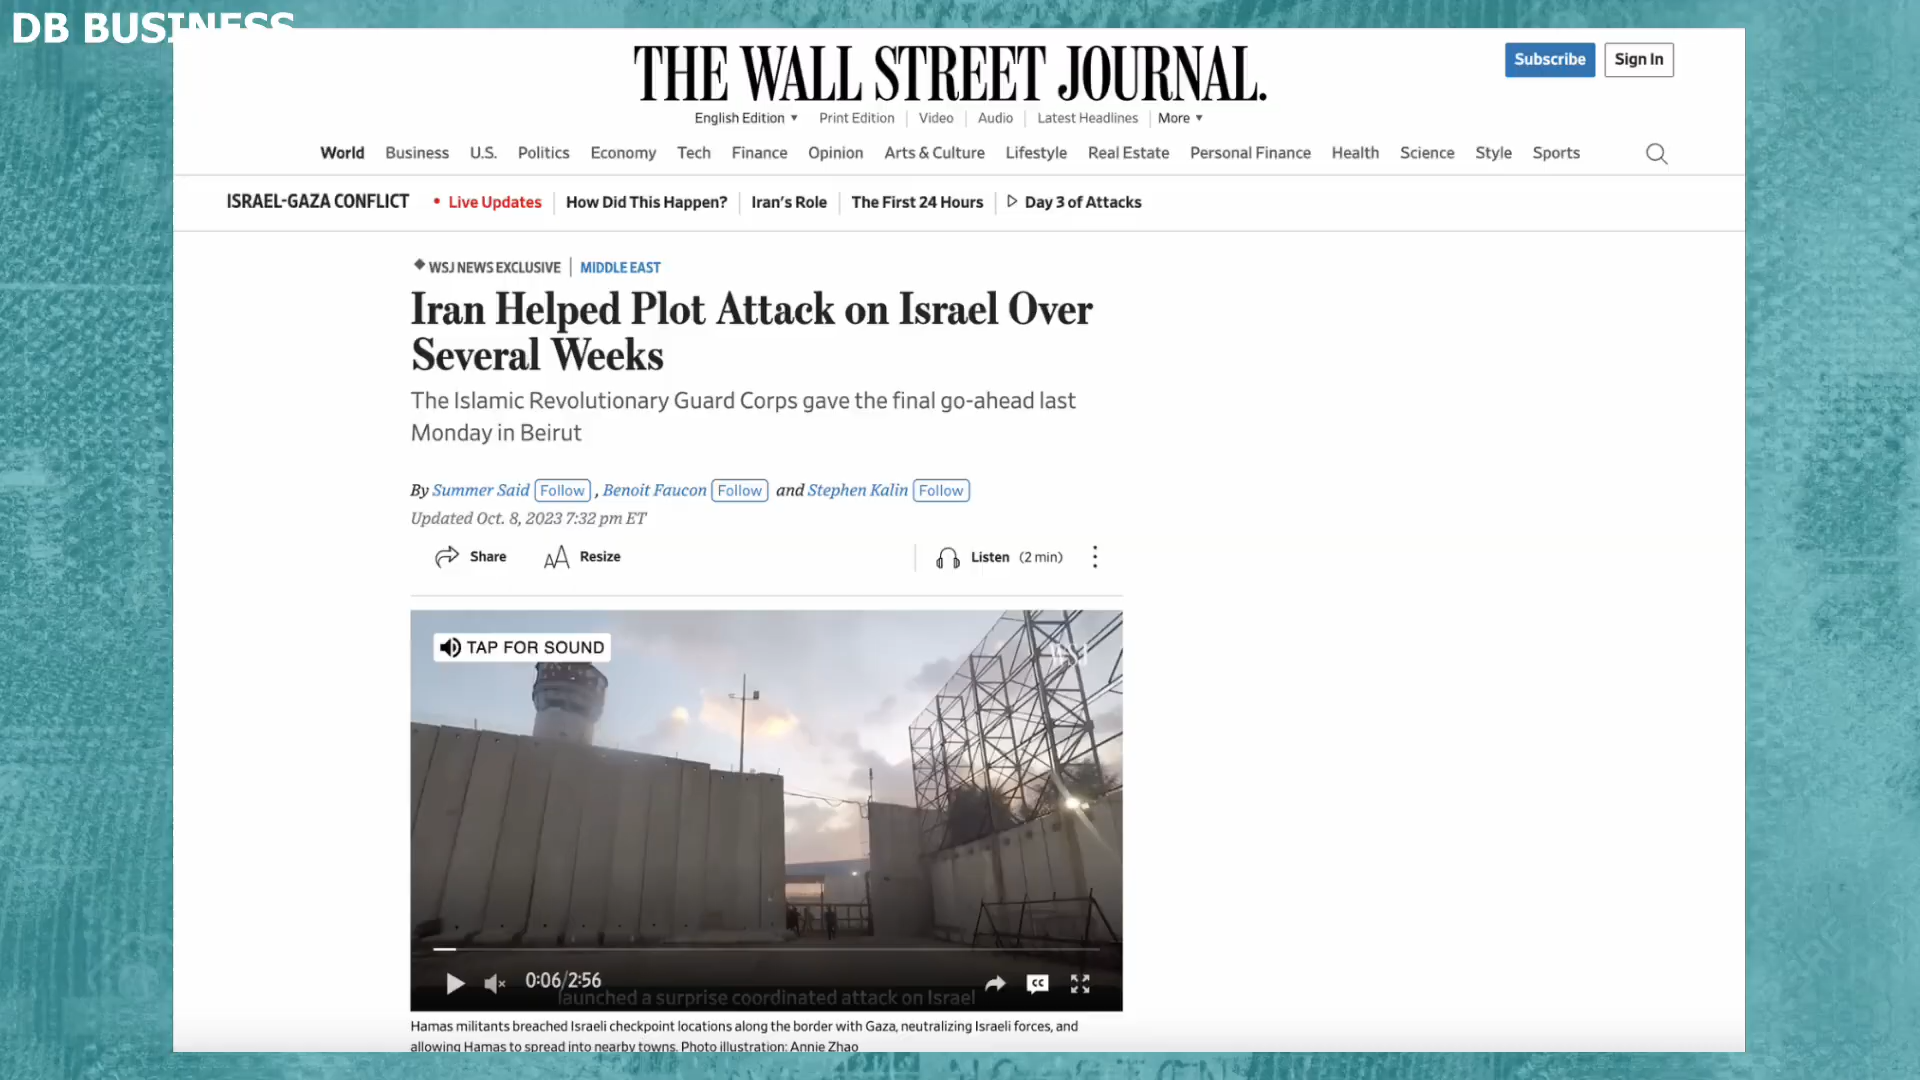 DB BUSINESS
THE WALL STREET JOURNAL.
Subscribe
Sign In
English Edition
Print Edition
Video
Audio
Latest Headlines
More
World
Business
U.S.
Politics
Economy
Tech
Finance
Opinion
Arts & Culture
Lifestyle
Real Estate
Personal Finance
Health
Science
Style
Sports
ISRAEL-GAZA CONFLICT
• Live Updates
How Did This Happen?
Iran's Role
The First 24 Hours
Day 3 of Attacks
WSJ NEWS EXCLUSIVE
MIDDLE EAST
Iran Helped Plot Attack on Israel Over
Several Weeks
The Islamic Revolutionary Guard Corps gave the final go-ahead last
Monday in Beirut
By Summer Said Follow , Benoit Faucon Follow and Stephen Kalin Follow
Updated Oct. 8, 2023 7:32 pm ET
Share
Resize
Listen (2 min)
TAP FOR SOUND
WSJ
0:06/2:56
CC
launched a surprise coordinated attack on Israel
Hamas militants breached Israeli checkpoint locations along the border with Gaza, neutralizing Israeli forces, and
allowing Hamas to spread into nearby towns. Photo illustration: Annie Zhao